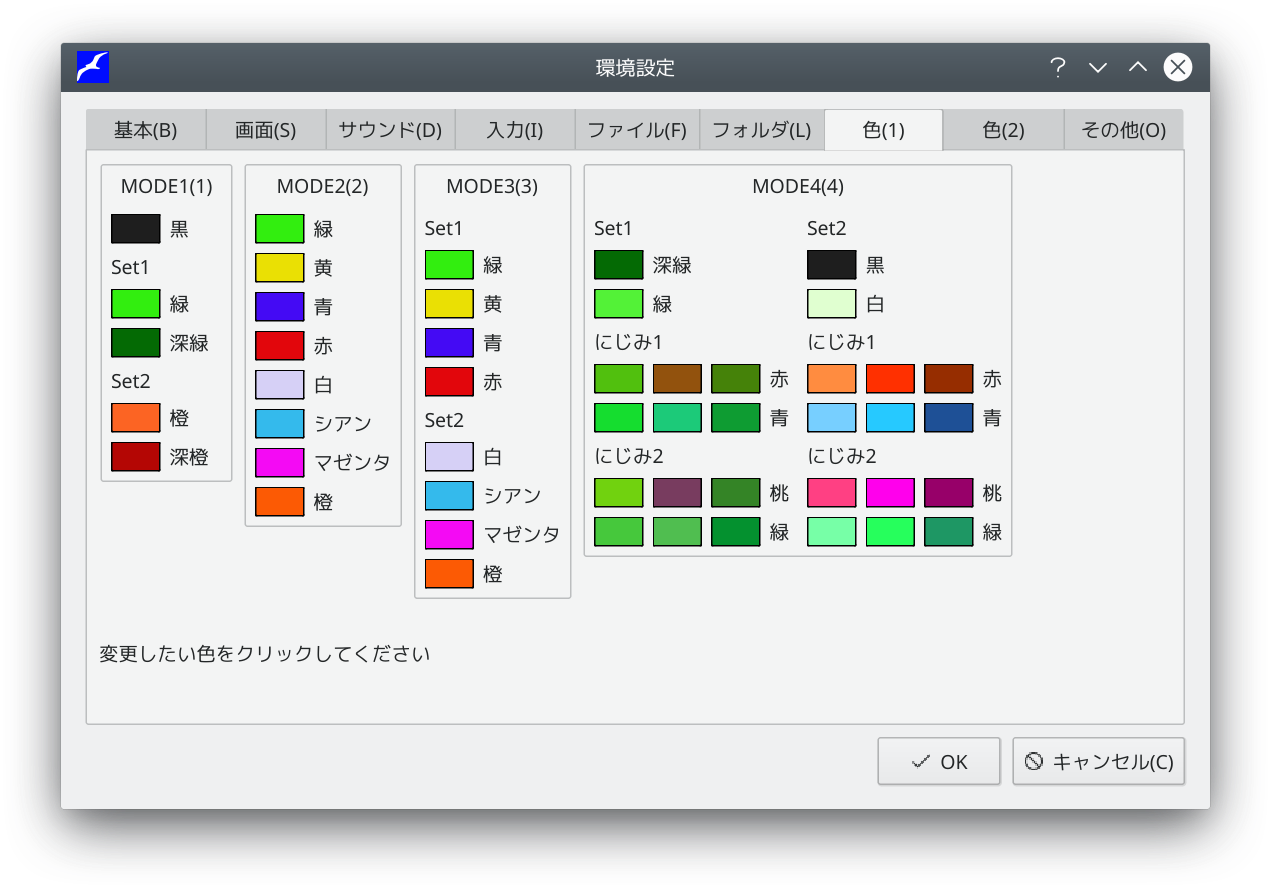 環境設定
基本(B) 画面(S) サウンド(D) 入力(I) ファイル(F) フォルダ(L) 色(1) 色(2) その他(O)
MODE1(1)
黒
Set1
緑
深緑
Set2
橙
深橙
MODE2(2)
緑
黄
青
赤
白
シアン
マゼンタ
橙
MODE3(3)
Set1
緑
黄
青
赤
Set2
白
シアン
マゼンタ
橙
MODE4(4)
Set1
深緑
緑
にじみ1
赤
青
にじみ2
桃
緑
Set2
黒
白
にじみ1
赤
青
にじみ2
桃
緑
変更したい色をクリックしてください
OK キャンセル(C)